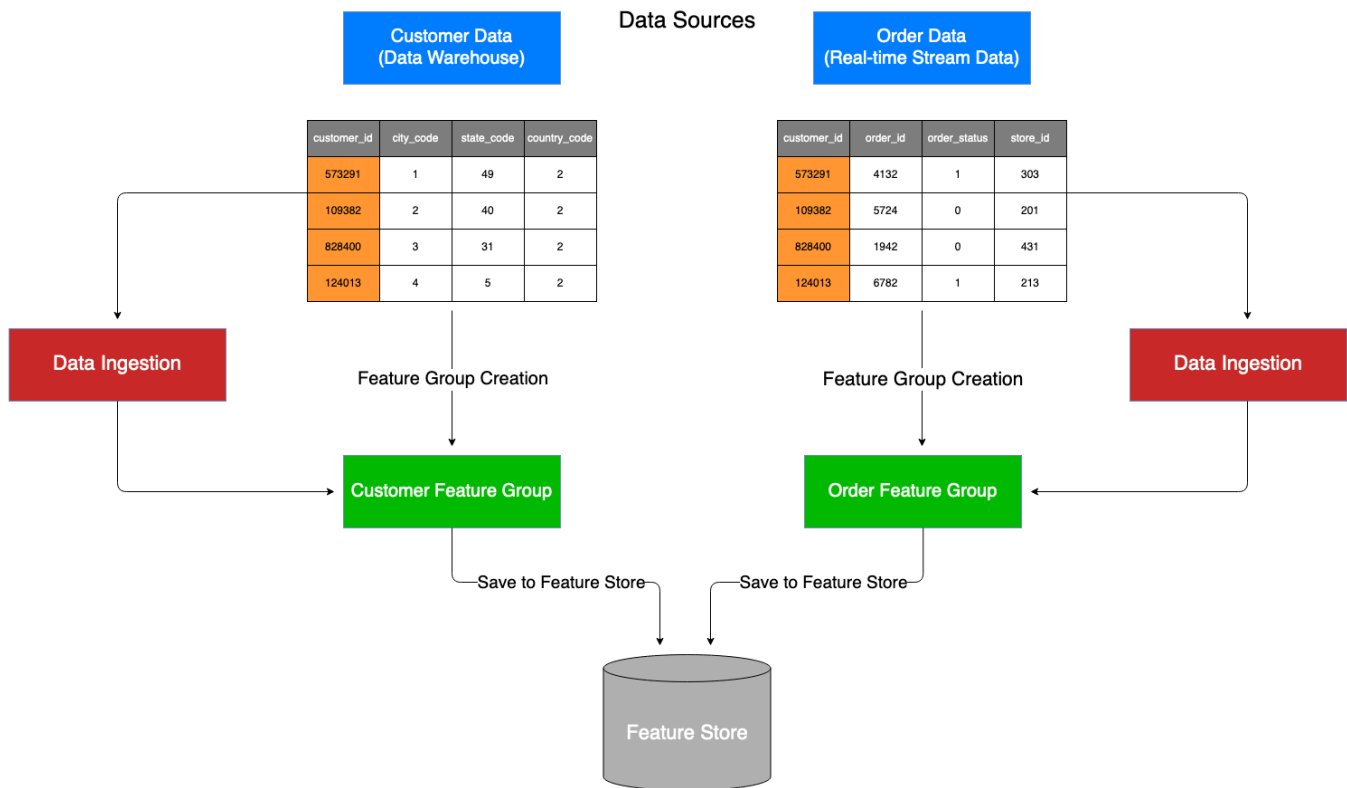 Data Sources
Customer Data
(Data Warehouse)
Order Data
(Real-time Stream Data)
customer_id city_code state_code country_code
573291 1 49 2
109382 2 40 2
828400 3 31 2
124013 4 5 2
customer_id order_id order_status store_id
573291 4132 1 303
109382 5724 0 201
828400 1942 0 431
124013 6782 1 213
Data Ingestion
Feature Group Creation
Feature Group Creation
Data Ingestion
Customer Feature Group
Order Feature Group
Save to Feature Store
Save to Feature Store
Feature Store